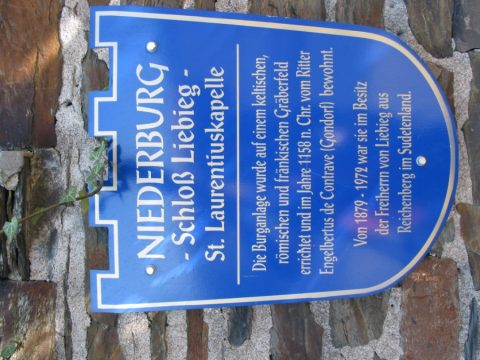 NIEDERBURG
- Schloß Liebieg -
St. Laurentiuskapelle
Die Burganlage wurde auf einem keltischen,
römischen und fränkischen Gräberfeld
errichtet und im Jahre 1158 n. Chr. vom Ritter
Engelbertus de Contrave (Gondorf) bewohnt.
Von 1879 - 1972 war sie im Besitz
der Freiherrn von Liebieg aus
Reichenberg im Sudetenland.